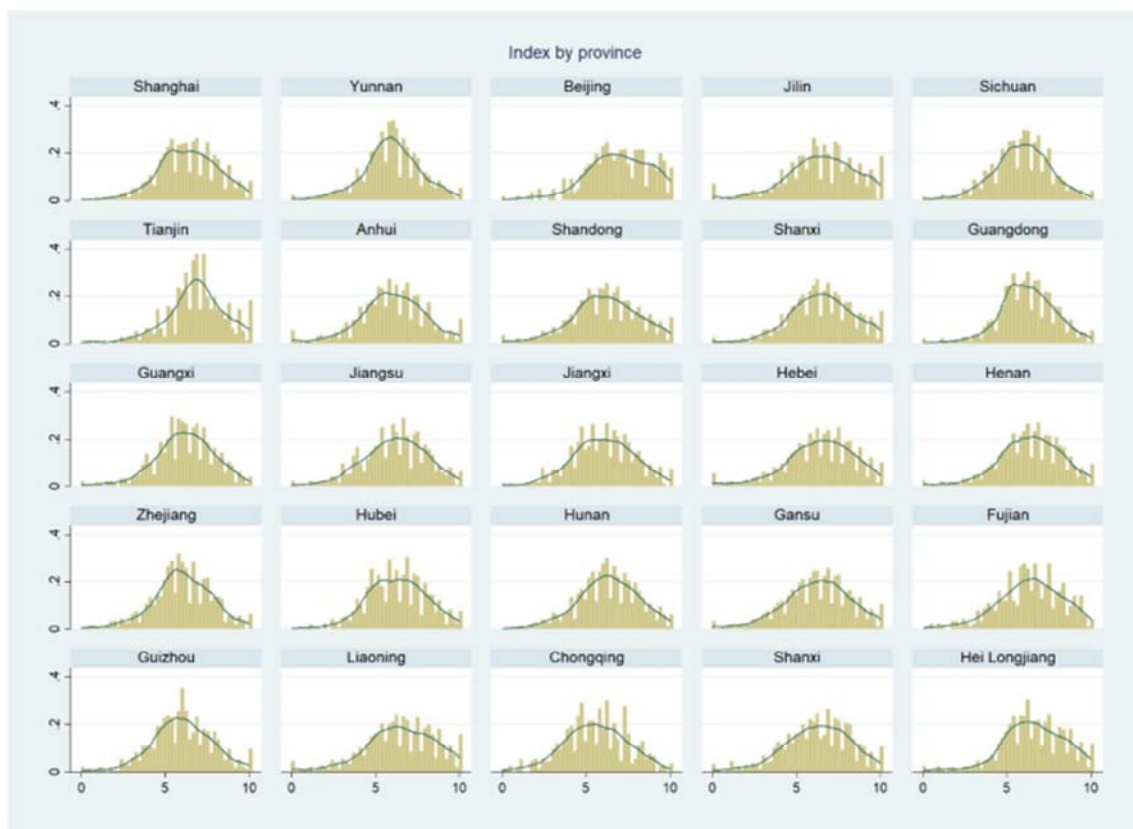 Index by province
Shanghai Yunnan Beijing Jilin Sichuan
.4
.2
0
Tianjin Anhui Shandong Shanxi Guangdong
.4
.2
0
Guangxi Jiangsu Jiangxi Hebei Henan
.4
.2
0
Zhejiang Hubei Hunan Gansu Fujian
.4
.2
0
Guizhou Liaoning Chongqing Shanxi Hei Longjiang
.4
.2
0
0 5 10 0 5 10 0 5 10 0 5 10 0 5 10